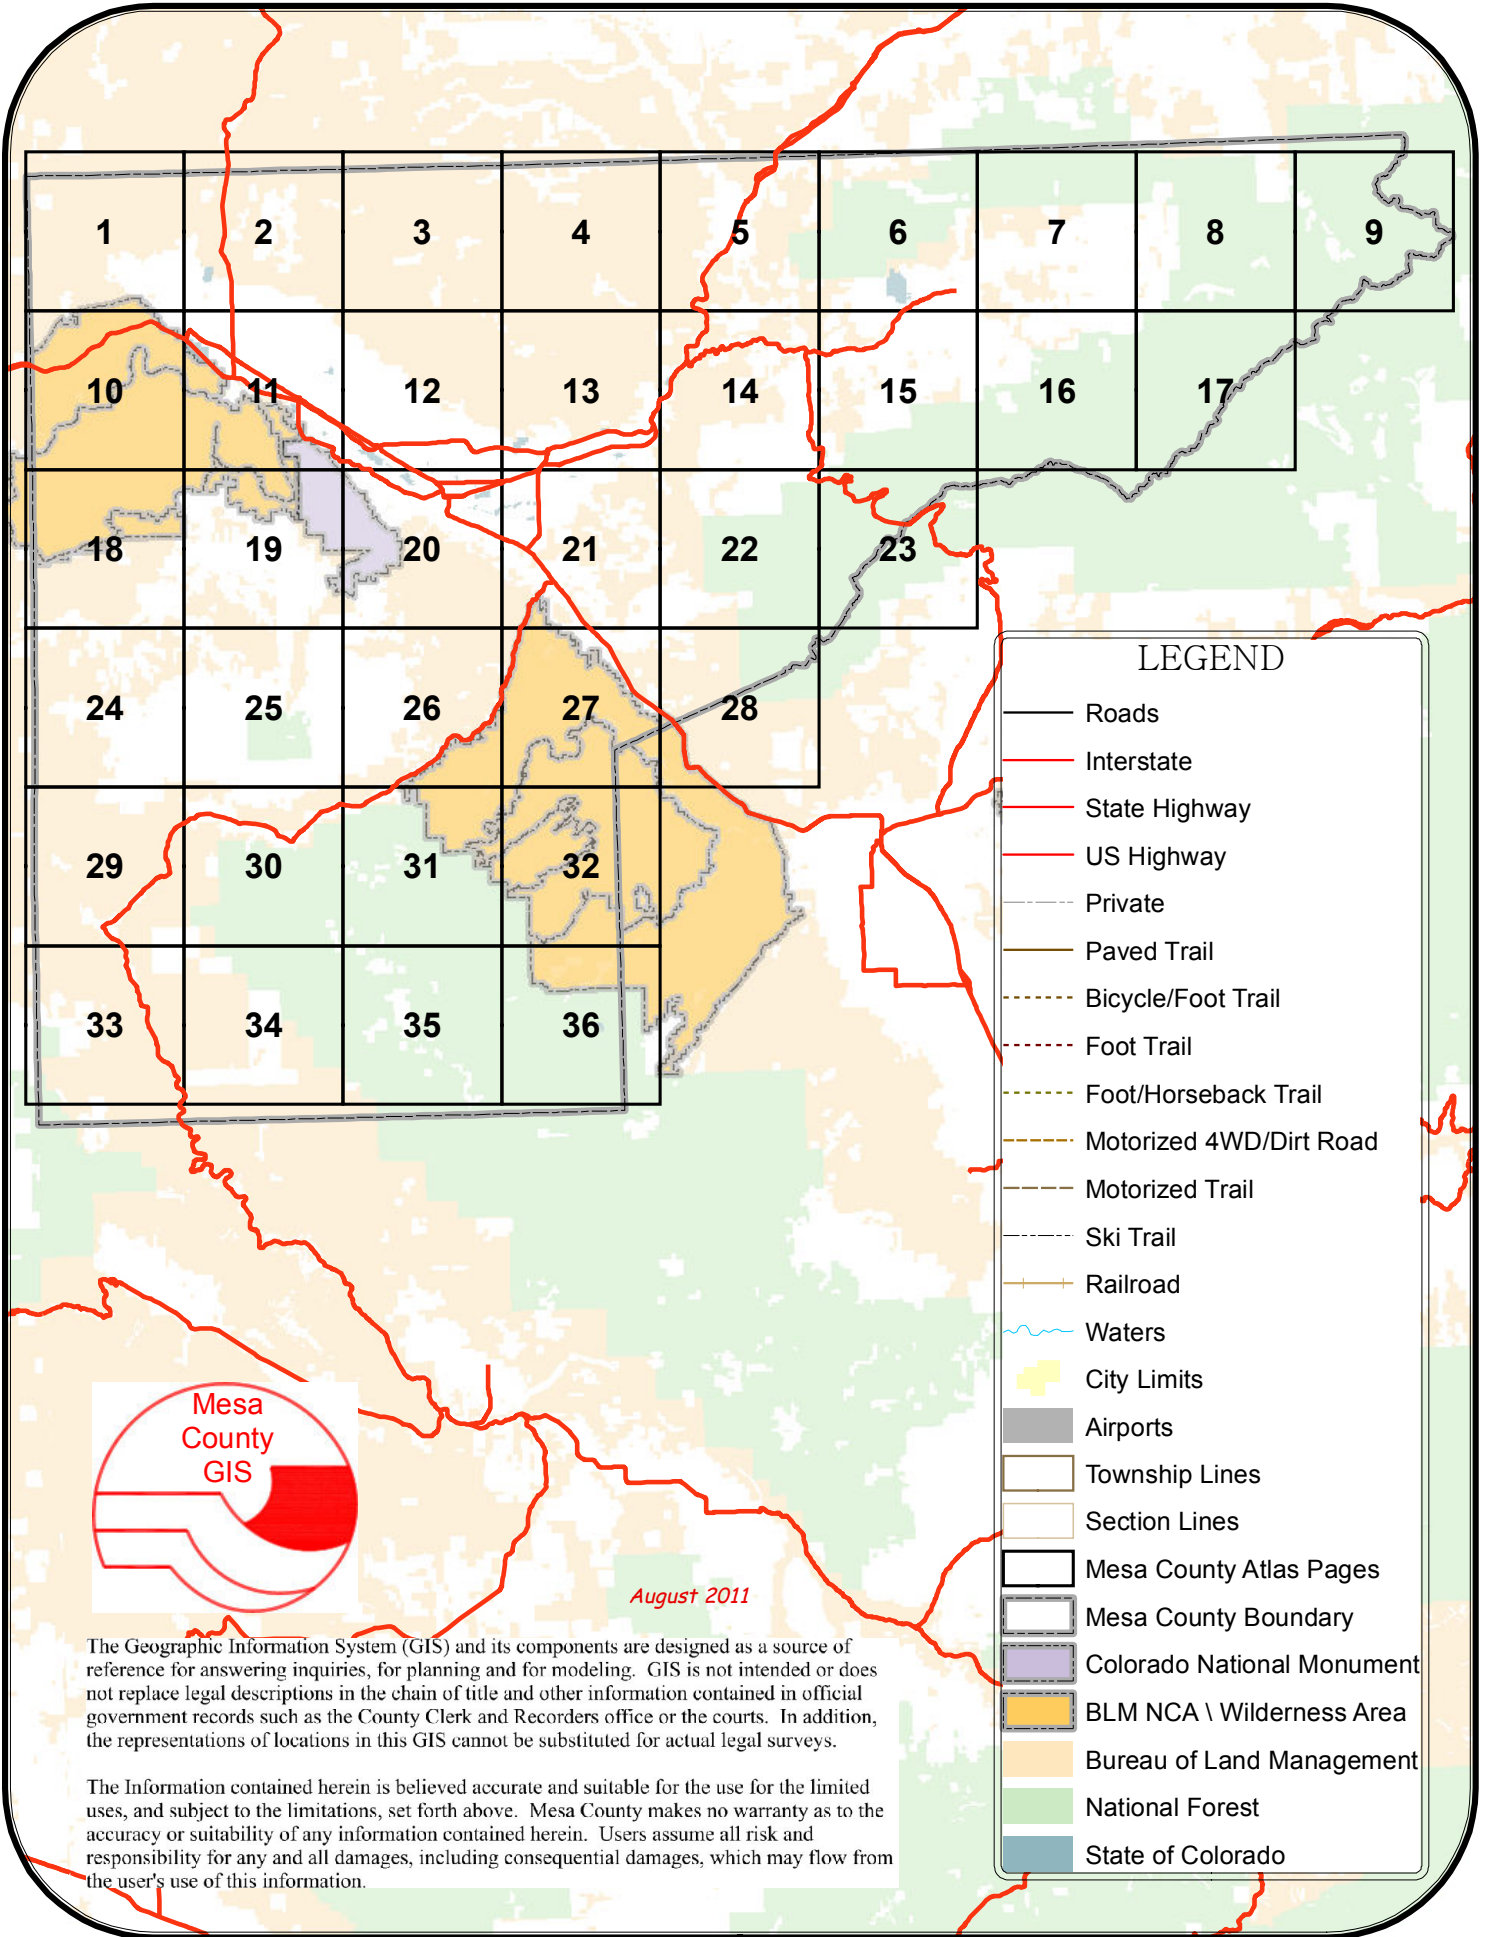 1 2 3 4 5 6 7 8 9
10 11 12 13 14 15 16 17
18 19 20 21 22 23
24 25 26 27 28
29 30 31 32
33 34 35 36
LEGEND
Roads
Interstate
State Highway
US Highway
Private
Paved Trail
Bicycle/Foot Trail
Foot Trail
Foot/Horseback Trail
Motorized 4WD/Dirt Road
Motorized Trail
Ski Trail
Railroad
Waters
City Limits
Airports
Township Lines
Section Lines
Mesa County Atlas Pages
Mesa County Boundary
Colorado National Monument
BLM NCA \ Wilderness Area
Bureau of Land Management
National Forest
State of Colorado
Mesa
County
GIS
August 2011
The Geographic Information System (GIS) and its components are designed as a source of
reference for answering inquiries, for planning and for modeling. GIS is not intended or does
not replace legal descriptions in the chain of title and other information contained in official
government records such as the County Clerk and Recorders office or the courts. In addition,
the representations of locations in this GIS cannot be substituted for actual legal surveys.
The Information contained herein is believed accurate and suitable for the use for the limited
uses, and subject to the limitations, set forth above. Mesa County makes no warranty as to the
accuracy or suitability of any information contained herein. Users assume all risk and
responsibility for any and all damages, including consequential damages, which may flow from
the user's use of this information.